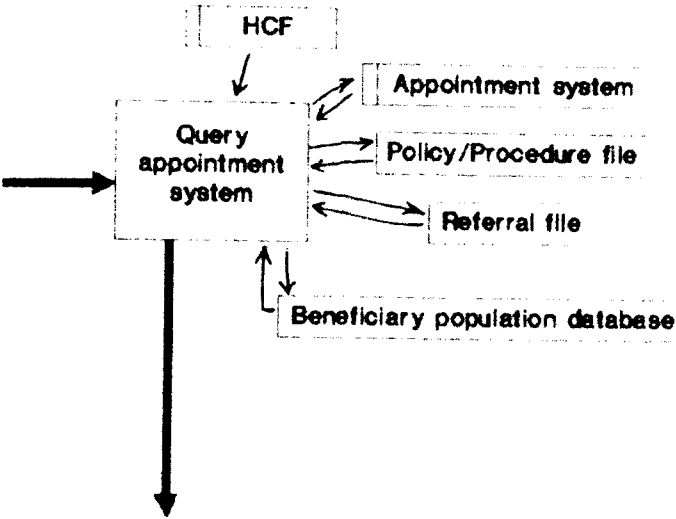 HCF
Appointment system
Query
appointment
system
Policy/Procedure file
Referral file
Beneficiary population database